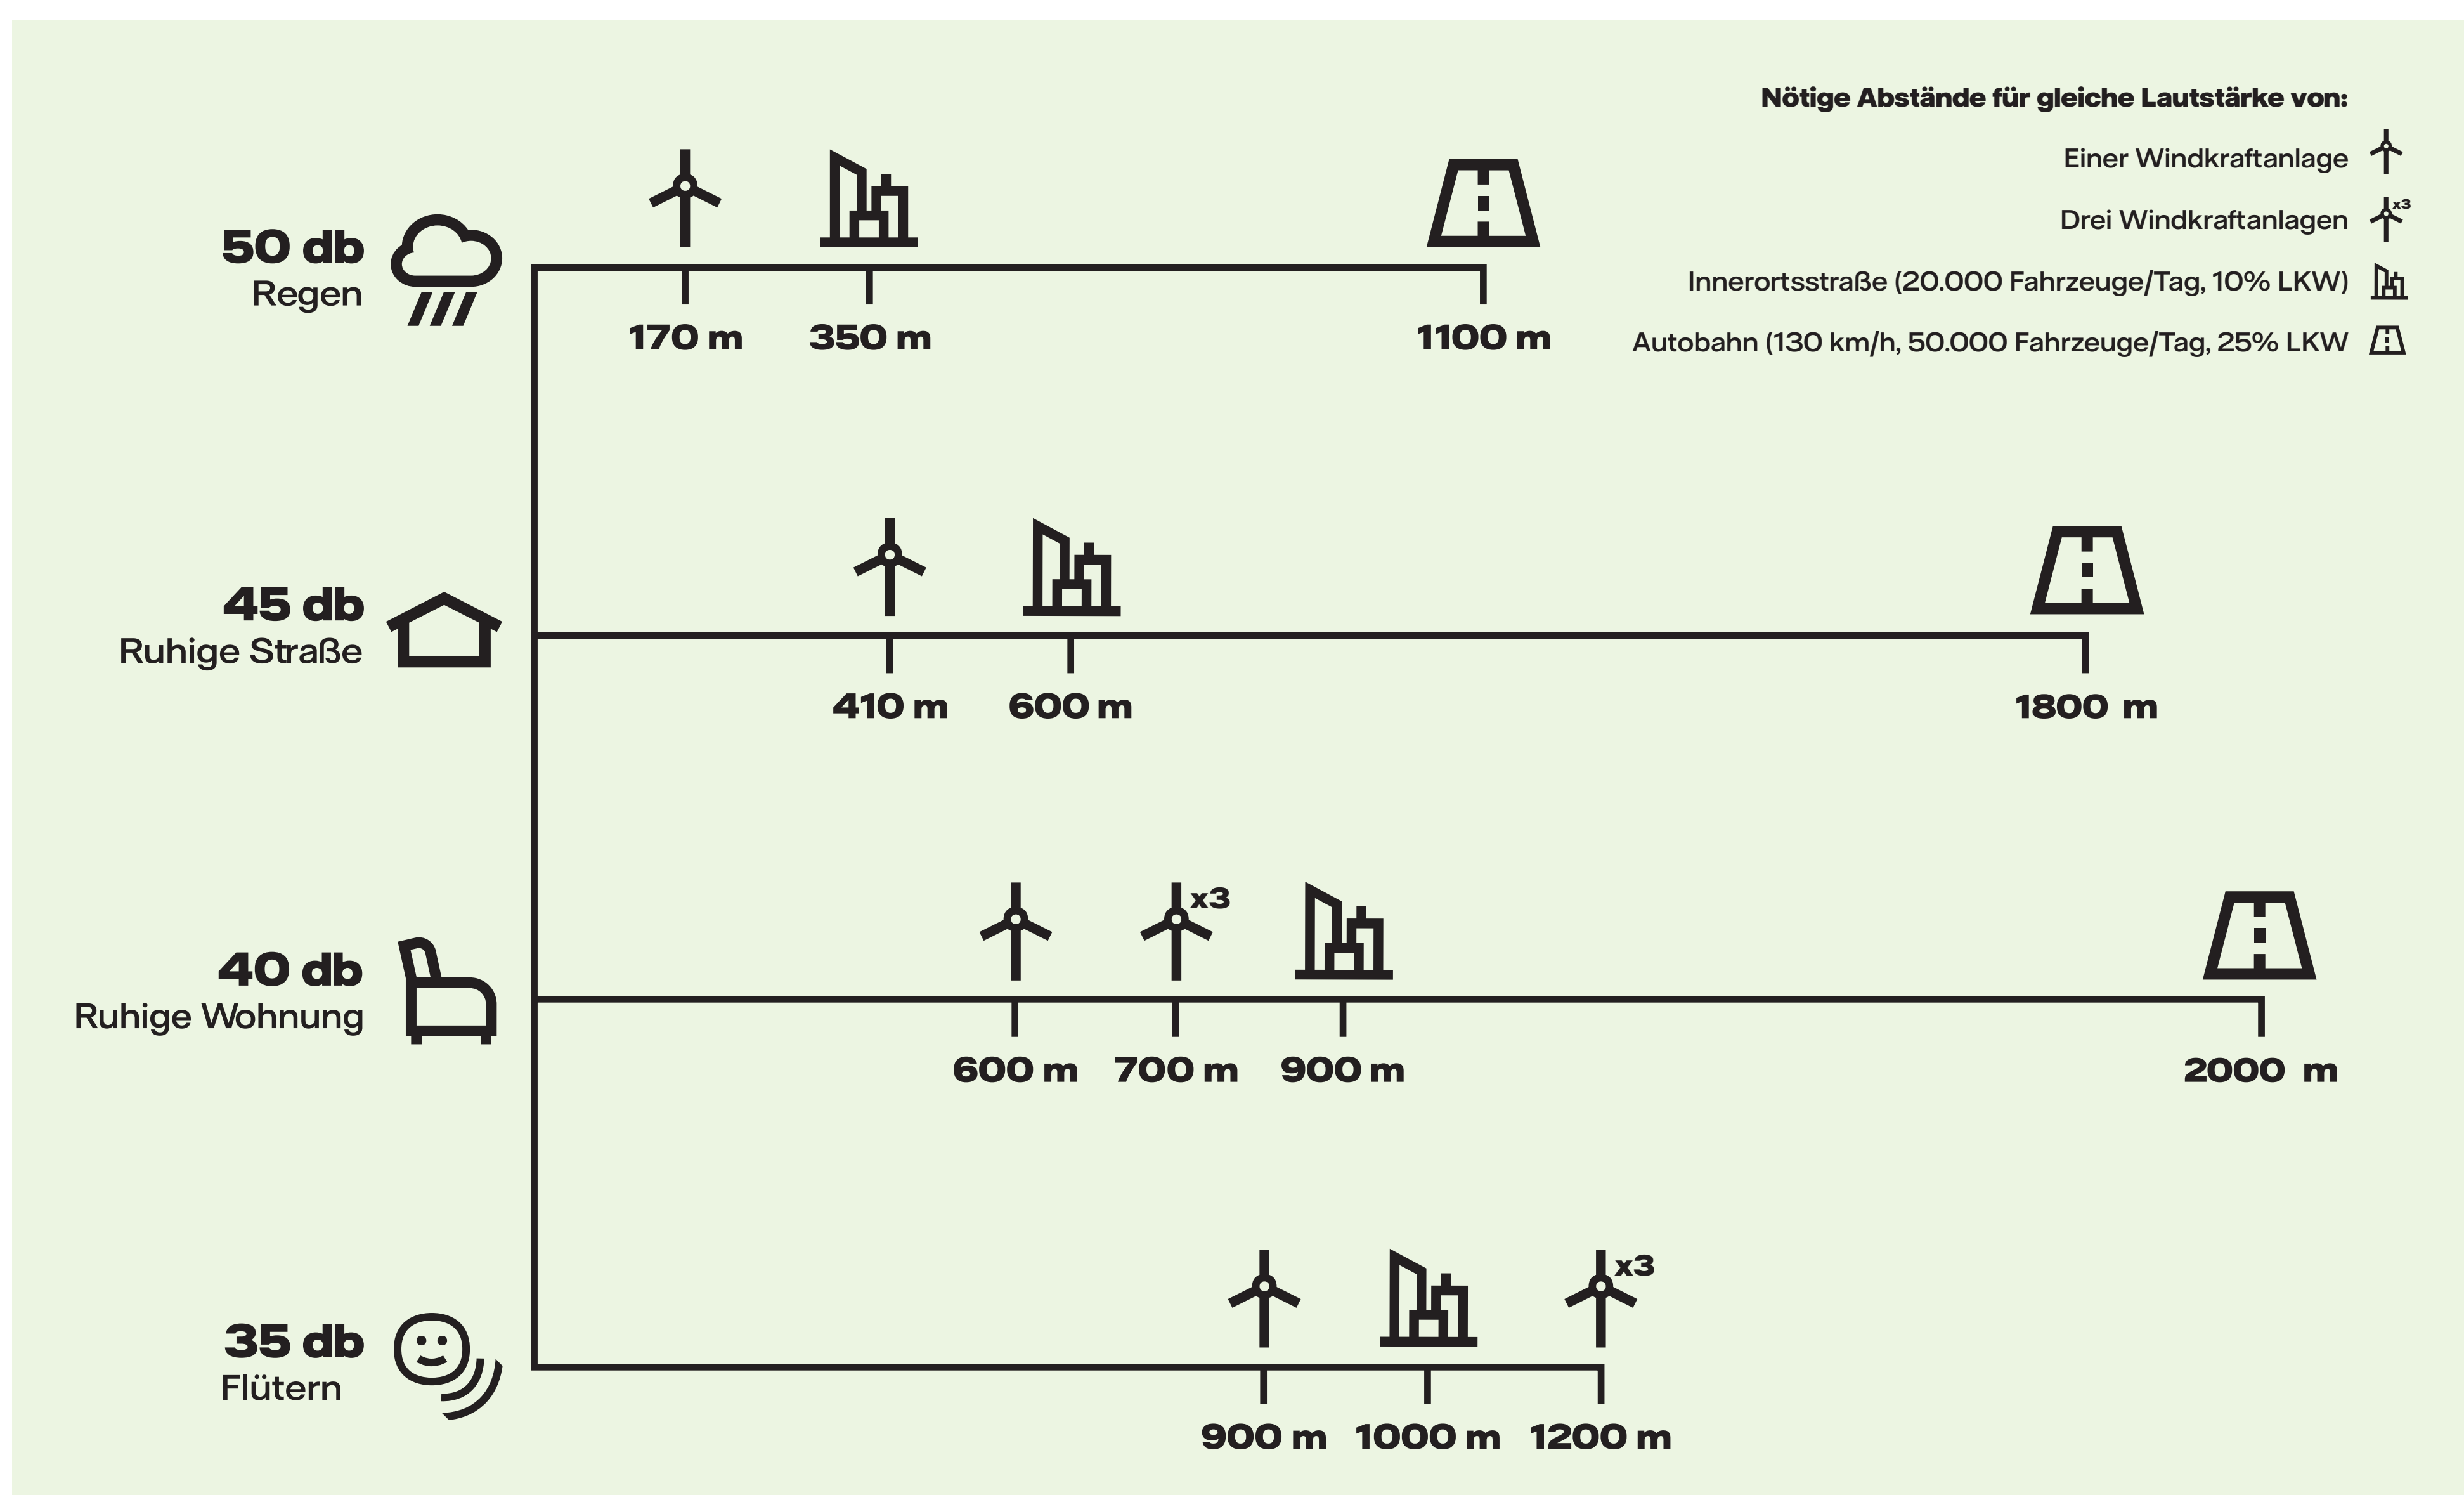 Nötige Abstände für gleiche Lautstärke von:
Einer Windkraftanlage
Drei Windkraftanlagen x3
Innerortsstraße (20.000 Fahrzeuge/Tag, 10% LKW)
Autobahn (130 km/h, 50.000 Fahrzeuge/Tag, 25% LKW
50 db
Regen
170 m 350 m 1100 m
45 db
Ruhige Straße
410 m 600 m 1800 m
x3
40 db
Ruhige Wohnung
600 m 700 m 900 m 2000 m
x3
35 db
Flütern
900 m 1000 m 1200 m